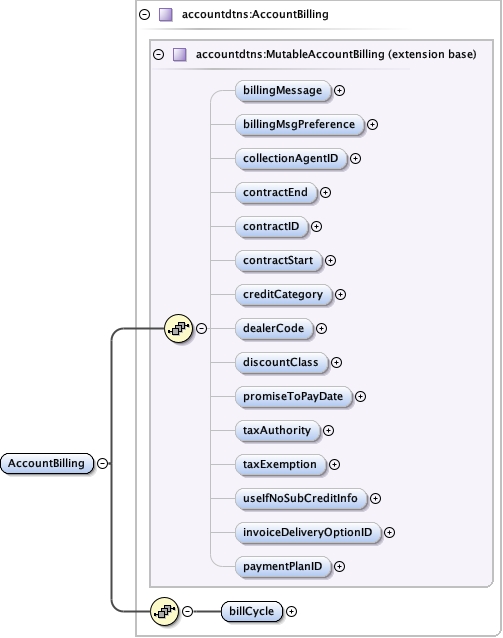 accountdtns:AccountBilling
accountdtns:MutableAccountBilling (extension base)
billingMessage
billingMsgPreference
collectionAgentID
contractEnd
contractID
contractStart
creditCategory
dealerCode
discountClass
promiseToPayDate
taxAuthority
taxExemption
useIfNoSubCreditInfo
invoiceDeliveryOptionID
paymentPlanID
AccountBilling
billCycle